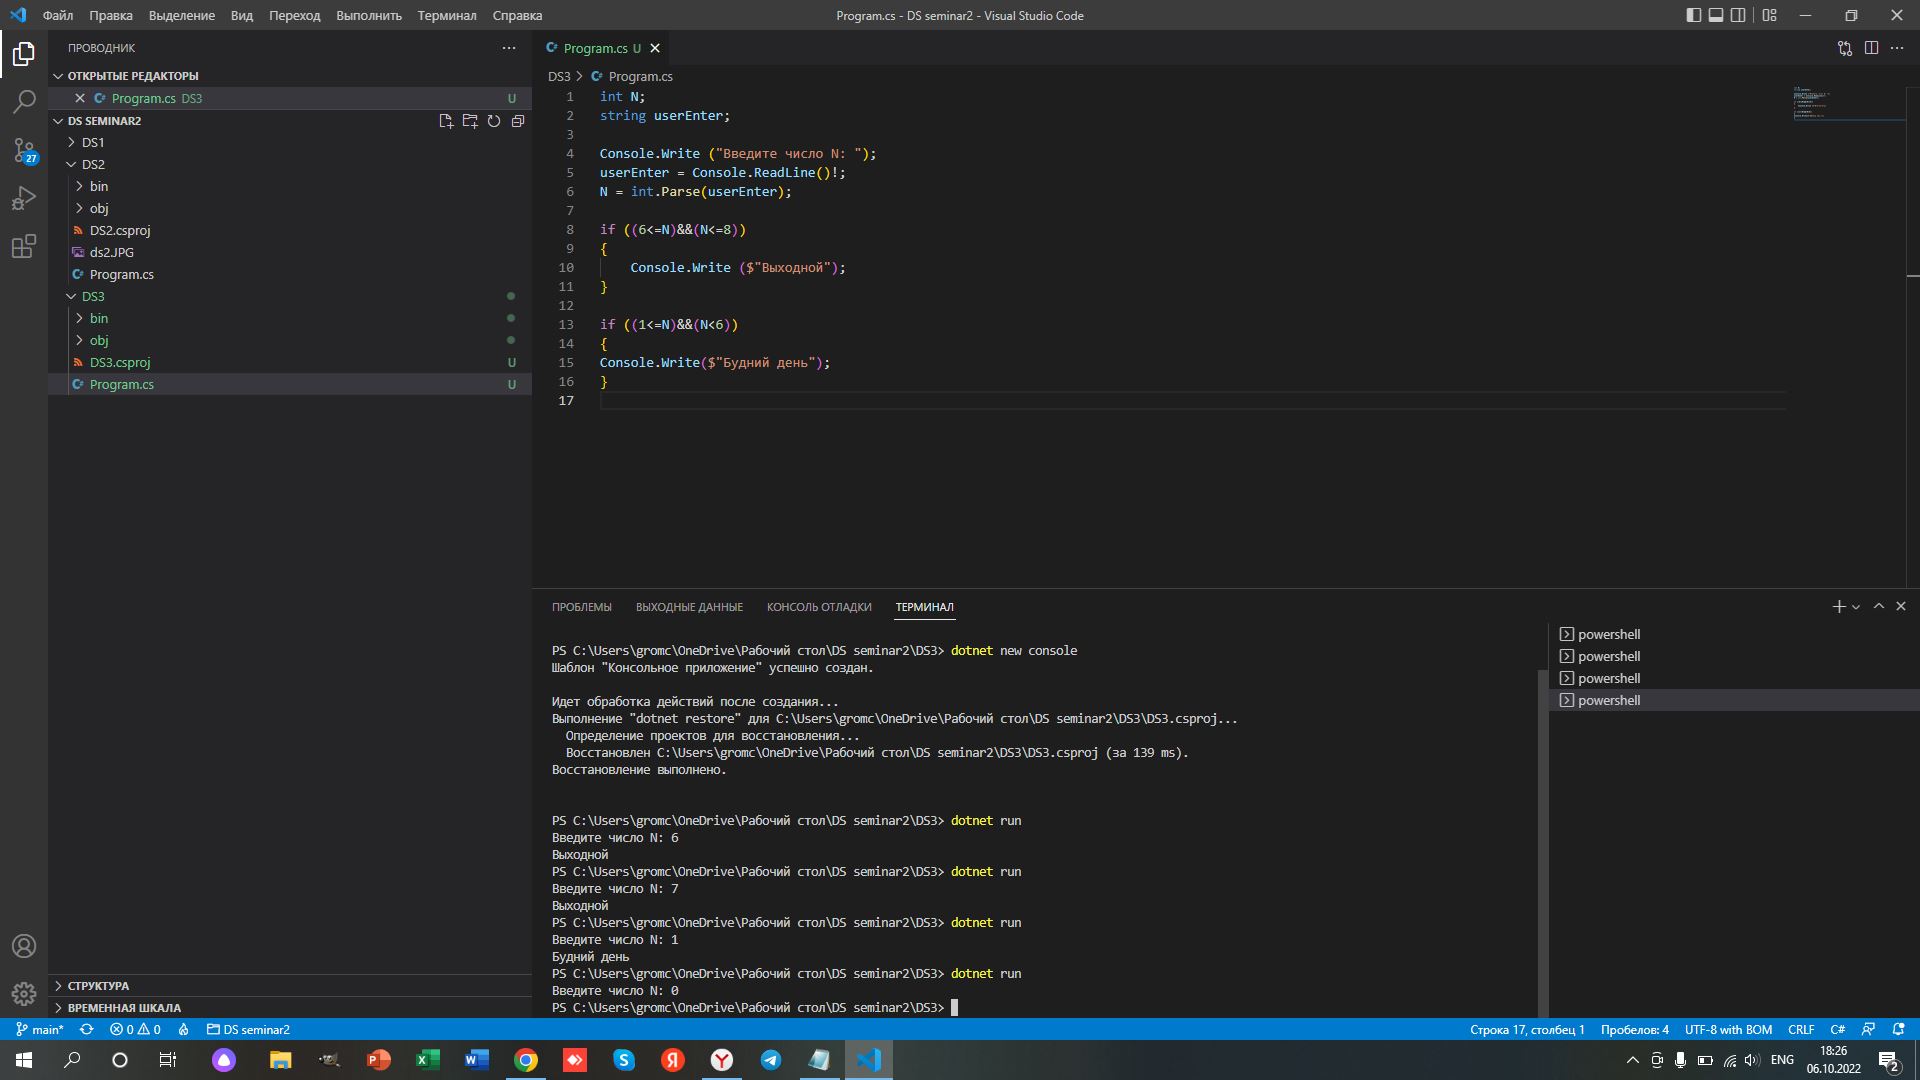 Файл Правка Выделение Вид Переход Выполнить Терминал Справка
Program.cs - DS seminar2 - Visual Studio Code
ПРОВОДНИК
ОТКРЫТЫЕ РЕДАКТОРЫ
Program.cs DS3 U
DS SEMINAR2
DS1
DS2
bin
obj
DS2.csproj
ds2.JPG
Program.cs
DS3
bin
obj
DS3.csproj U
Program.cs U
СТРУКТУРА
ВРЕМЕННАЯ ШКАЛА
27
Program.cs U
DS3 > Program.cs
1 int N;
2 string userEnter;
3
4 Console.Write ("Введите число N: ");
5 userEnter = Console.ReadLine()!;
6 N = int.Parse(userEnter);
7
8 if ((6<=N)&&(N<=8))
9 {
10 Console.Write ($"Выходной");
11 }
12
13 if ((1<=N)&&(N<6))
14 {
15 Console.Write($"Будний день");
16 }
17
ПРОБЛЕМЫ ВЫХОДНЫЕ ДАННЫЕ КОНСОЛЬ ОТЛАДКИ ТЕРМИНАЛ
PS C:\Users\gromc\OneDrive\Рабочий стол\DS seminar2\DS3> dotnet new console
Шаблон "Консольное приложение" успешно создан.
Идет обработка действий после создания...
Выполнение "dotnet restore" для C:\Users\gromc\OneDrive\Рабочий стол\DS seminar2\DS3\DS3.csproj...
Определение проектов для восстановления...
Восстановлен C:\Users\gromc\OneDrive\Рабочий стол\DS seminar2\DS3\DS3.csproj (за 139 ms).
Восстановление выполнено.
PS C:\Users\gromc\OneDrive\Рабочий стол\DS seminar2\DS3> dotnet run
Введите число N: 6
Выходной
PS C:\Users\gromc\OneDrive\Рабочий стол\DS seminar2\DS3> dotnet run
Введите число N: 7
Выходной
PS C:\Users\gromc\OneDrive\Рабочий стол\DS seminar2\DS3> dotnet run
Введите число N: 1
Будний день
PS C:\Users\gromc\OneDrive\Рабочий стол\DS seminar2\DS3> dotnet run
Введите число N: 0
PS C:\Users\gromc\OneDrive\Рабочий стол\DS seminar2\DS3>
powershell
powershell
powershell
powershell
main* 0 0 DS seminar2
Строка 17, столбец 1 Пробелов: 4 UTF-8 with BOM CRLF C#
ENG
18:26
06.10.2022
2